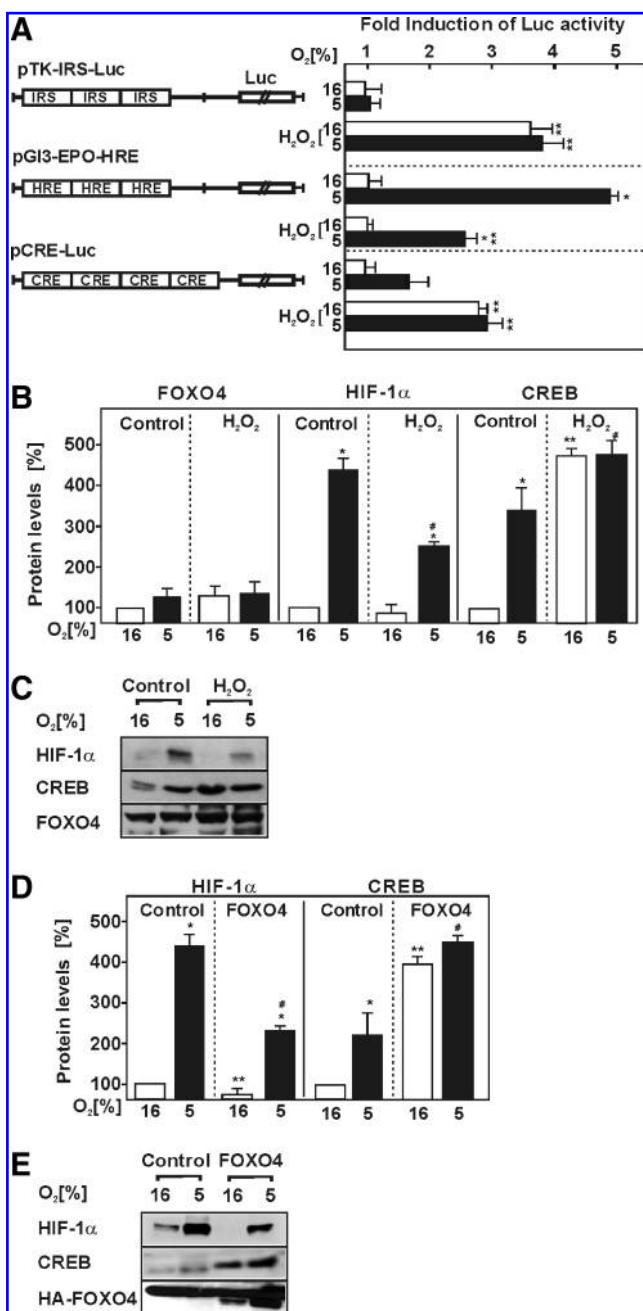 A
Fold Induction of Luc activity
O2[%] 1 2 3 4 5
pTK-IRS-Luc
Luc
IRS IRS IRS
16
5
H2O2[ 16
5
**
**
pGl3-EPO-HRE
HRE HRE HRE
16
5
*
H2O2[ 16
5
* **
pCRE-Luc
CRE CRE CRE CRE
16
5
H2O2[ 16
5
**
**
B
FOXO4 HIF-1α CREB
Control H2O2 Control H2O2 Control H2O2
Protein levels [%]
500
400
300
200
100
* # * * ** #
O2[%] 16 5 16 5 16 5 16 5 16 5 16 5
C
Control H2O2
O2[%] 16 5 16 5
HIF-1α
CREB
FOXO4
D
HIF-1α CREB
Control FOXO4 Control FOXO4
Protein levels [%]
500
400
300
200
100
* ** # * * ** #
O2[%] 16 5 16 5 16 5 16 5
E
Control FOXO4
O2[%] 16 5 16 5
HIF-1α
CREB
HA-FOXO4